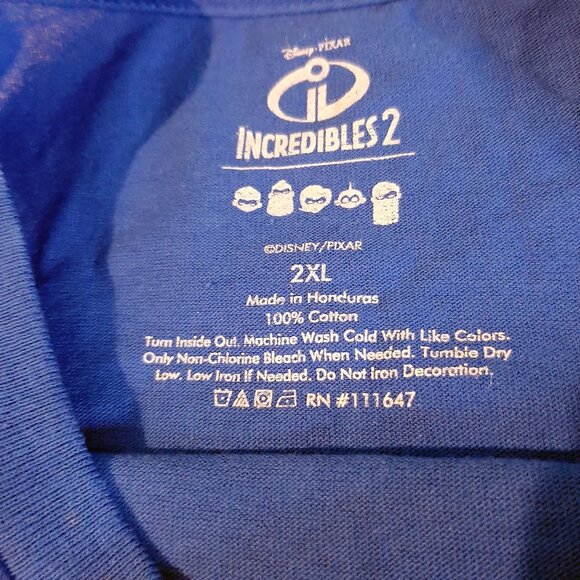 Disney·PIXAR
INCREDIBLES 2
©DISNEY/PIXAR
2XL
Made in Honduras
100% Cotton
Turn Inside Out. Machine Wash Cold With Like Colors.
Only Non-Chlorine Bleach When Needed. Tumble Dry
Low. Low Iron If Needed. Do Not Iron Decoration.
RN #111647